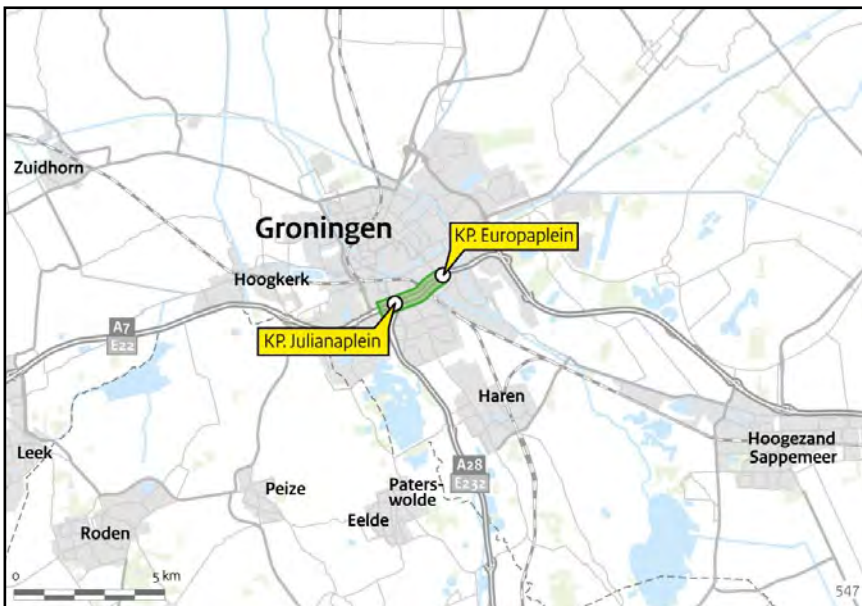 Zuidhorn
Groningen
KP. Europaplein
Hoogkerk
A7
E22
KP. Julianaplein
Haren
Leek
A28
E232
Hoogezand
Sappemeer
Peize
Paters-
wolde
Eelde
Roden
0
5 km
547